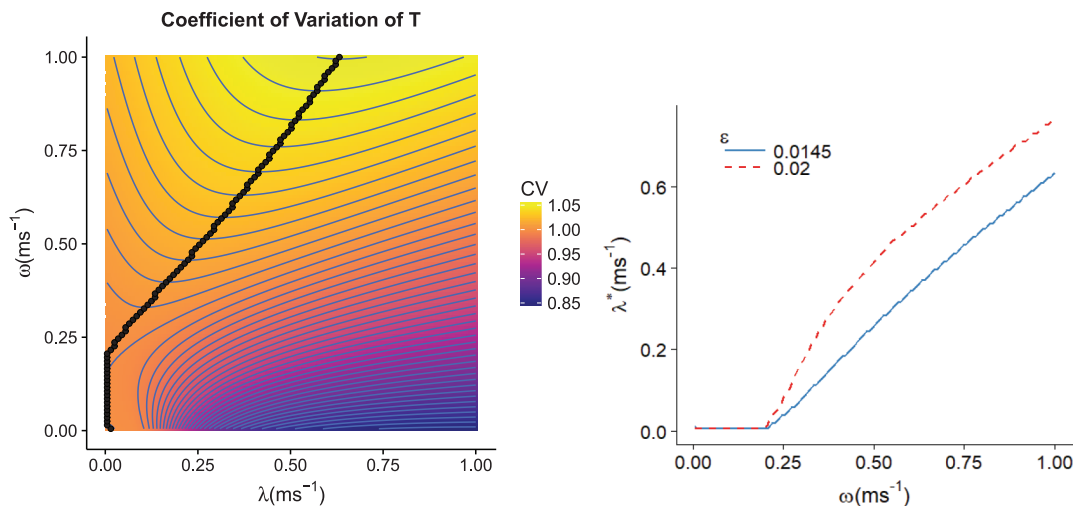 Coefficient of Variation of T
1.00
0.75
0.50
0.25
0.00
ω(ms⁻¹)
0.00 0.25 0.50 0.75 1.00
λ(ms⁻¹)
CV
1.05
1.00
0.95
0.90
0.85
ε
0.0145
0.02
0.6
0.4
0.2
0.0
λ*(ms⁻¹)
0.00 0.25 0.50 0.75 1.00
ω(ms⁻¹)